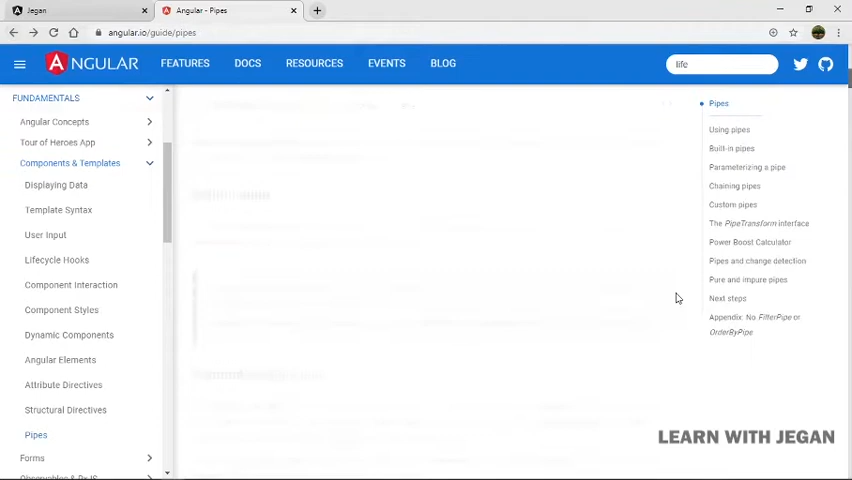 Jegan
Angular - Pipes
angular.io/guide/pipes
ANGULAR
FEATURES
DOCS
RESOURCES
EVENTS
BLOG
life
FUNDAMENTALS
Angular Concepts
Tour of Heroes App
Components & Templates
Displaying Data
Template Syntax
User Input
Lifecycle Hooks
Component Interaction
Component Styles
Dynamic Components
Angular Elements
Attribute Directives
Structural Directives
Pipes
Forms
Observables & RxJS
Pipes
Using pipes
Built-in pipes
Parameterizing a pipe
Chaining pipes
Custom pipes
The PipeTransform interface
Power Boost Calculator
Pipes and change detection
Pure and impure pipes
Next steps
Appendix: No FilterPipe or
OrderByPipe
LEARN WITH JEGAN